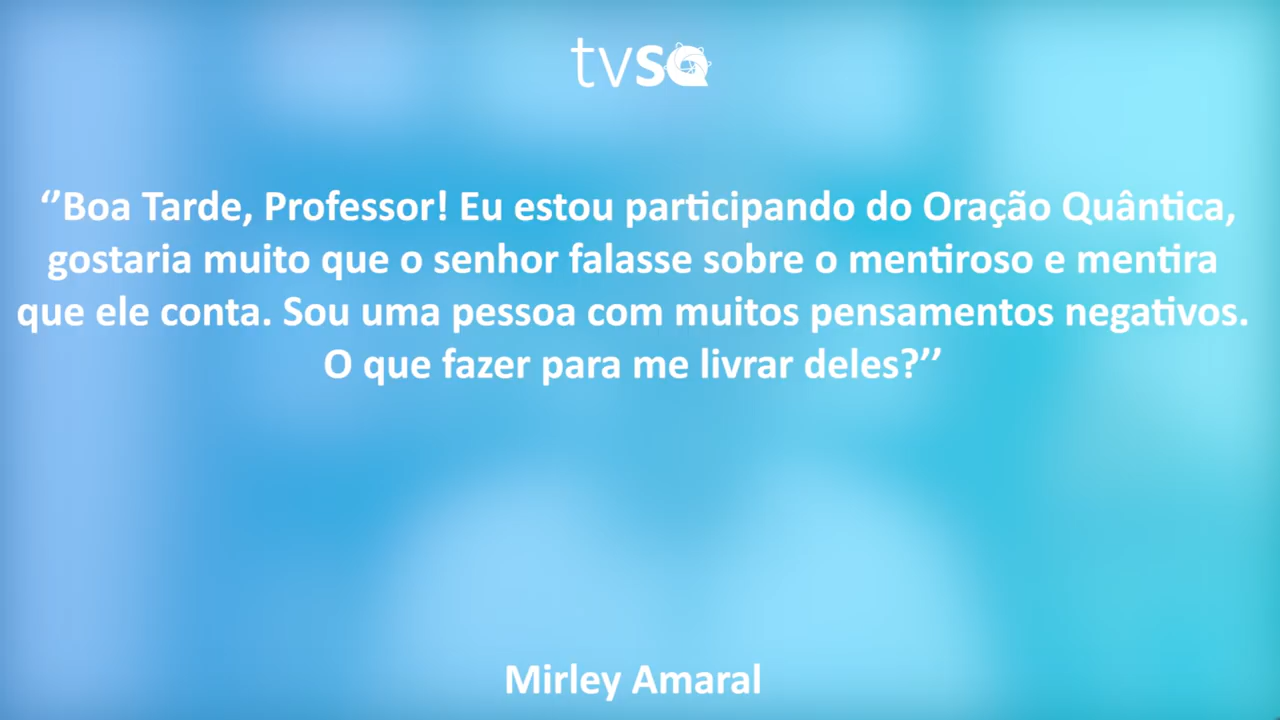 tvsQ
‘’Boa Tarde, Professor! Eu estou participando do Oração Quântica,
gostaria muito que o senhor falasse sobre o mentiroso e mentira
que ele conta. Sou uma pessoa com muitos pensamentos negativos.
O que fazer para me livrar deles?’’
Mirley Amaral